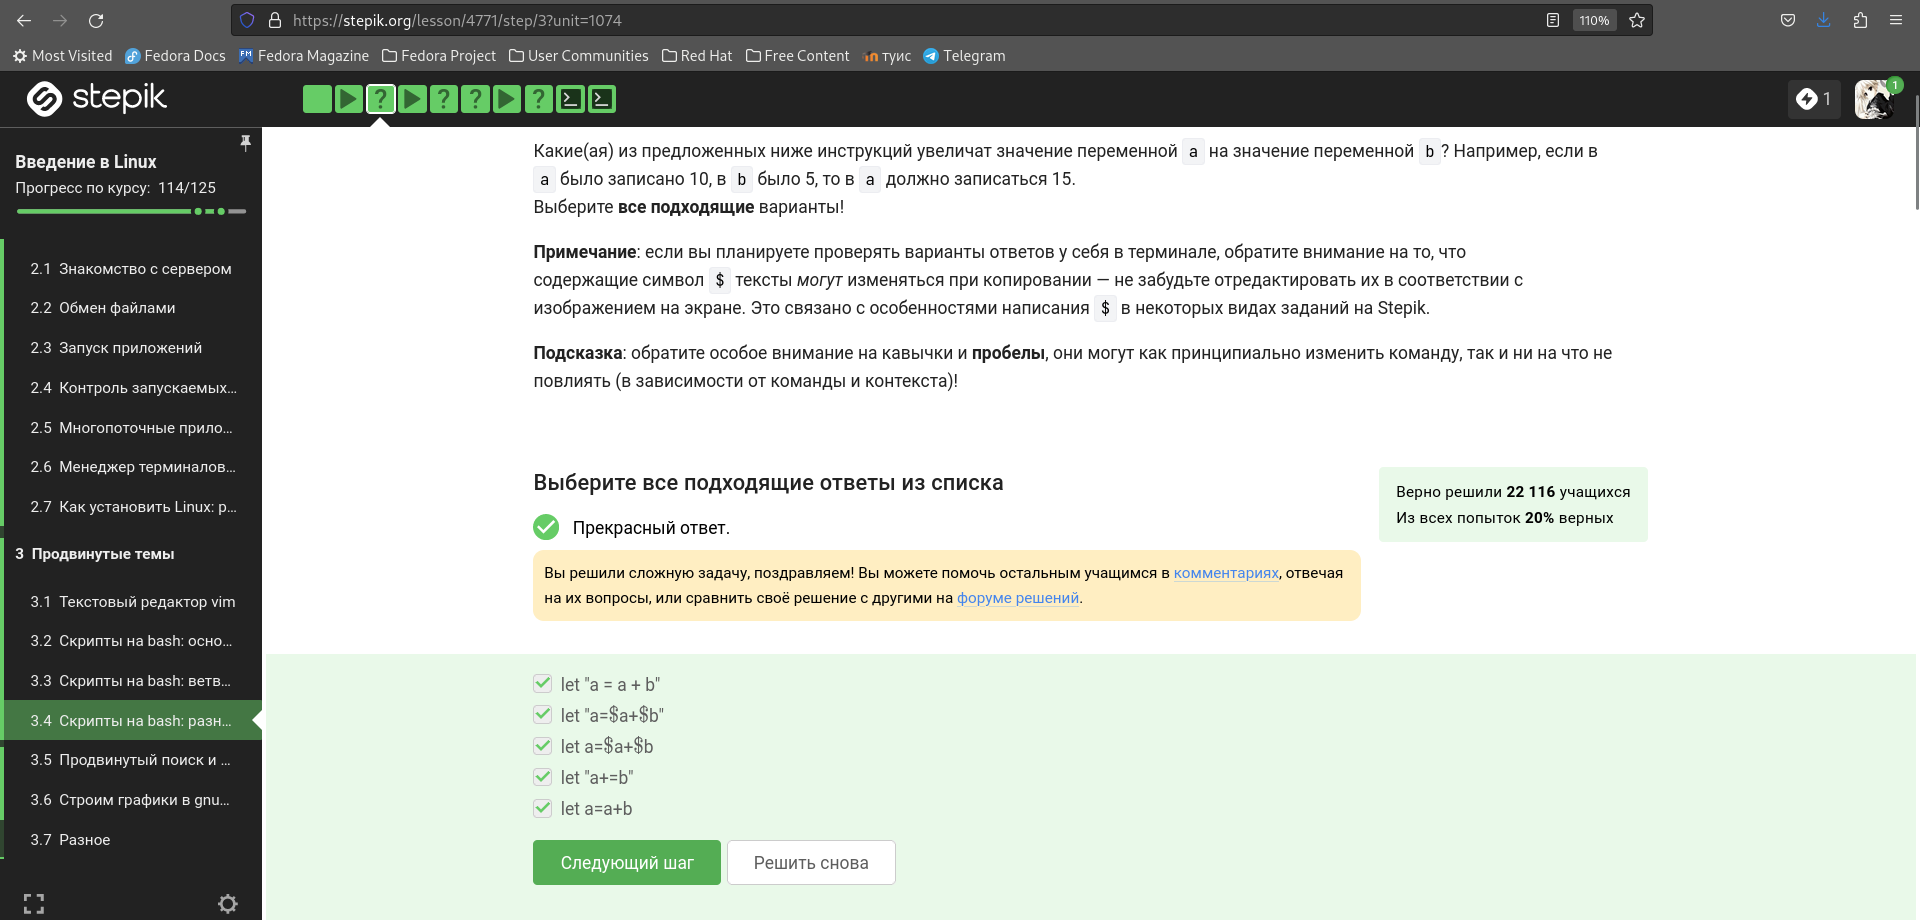 https://stepik.org/lesson/4771/step/3?unit=1074
110%
Most Visited
Fedora Docs
Fedora Magazine
Fedora Project
User Communities
Red Hat
Free Content
туис
Telegram
stepik
1
1
Введение в Linux
Прогресс по курсу: 114/125
2.1 Знакомство с сервером
2.2 Обмен файлами
2.3 Запуск приложений
2.4 Контроль запускаемых...
2.5 Многопоточные прило...
2.6 Менеджер терминалов...
2.7 Как установить Linux: р...
3 Продвинутые темы
3.1 Текстовый редактор vim
3.2 Скрипты на bash: осно...
3.3 Скрипты на bash: ветв...
3.4 Скрипты на bash: разн...
3.5 Продвинутый поиск и ...
3.6 Строим графики в gnu...
3.7 Разное
Какие(ая) из предложенных ниже инструкций увеличат значение переменной a на значение переменной b? Например, если в
a было записано 10, в b было 5, то в a должно записаться 15.
Выберите все подходящие варианты!
Примечание: если вы планируете проверять варианты ответов у себя в терминале, обратите внимание на то, что
содержащие символ $ тексты могут изменяться при копировании — не забудьте отредактировать их в соответствии с
изображением на экране. Это связано с особенностями написания $ в некоторых видах заданий на Stepik.
Подсказка: обратите особое внимание на кавычки и пробелы, они могут как принципиально изменить команду, так и ни на что не
повлиять (в зависимости от команды и контекста)!
Выберите все подходящие ответы из списка
Верно решили 22 116 учащихся
Из всех попыток 20% верных
Прекрасный ответ.
Вы решили сложную задачу, поздравляем! Вы можете помочь остальным учащимся в комментариях, отвечая
на их вопросы, или сравнить своё решение с другими на форуме решений.
let "a = a + b"
let "a=$a+$b"
let a=$a+$b
let "a+=b"
let a=a+b
Следующий шаг
Решить снова